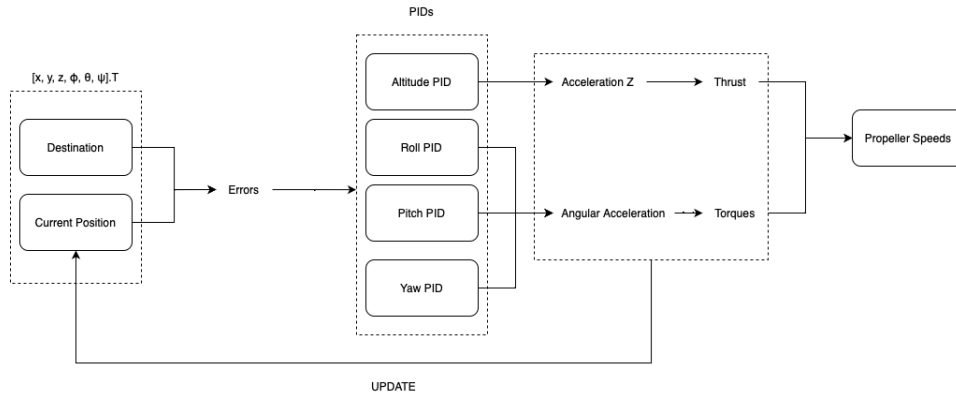 PIDs
[x, y, z, ϕ, θ, ψ].T
Altitude PID
Acceleration Z
Thrust
Destination
Roll PID
Propeller Speeds
Errors
Current Position
Pitch PID
Angular Acceleration
Torques
Yaw PID
UPDATE